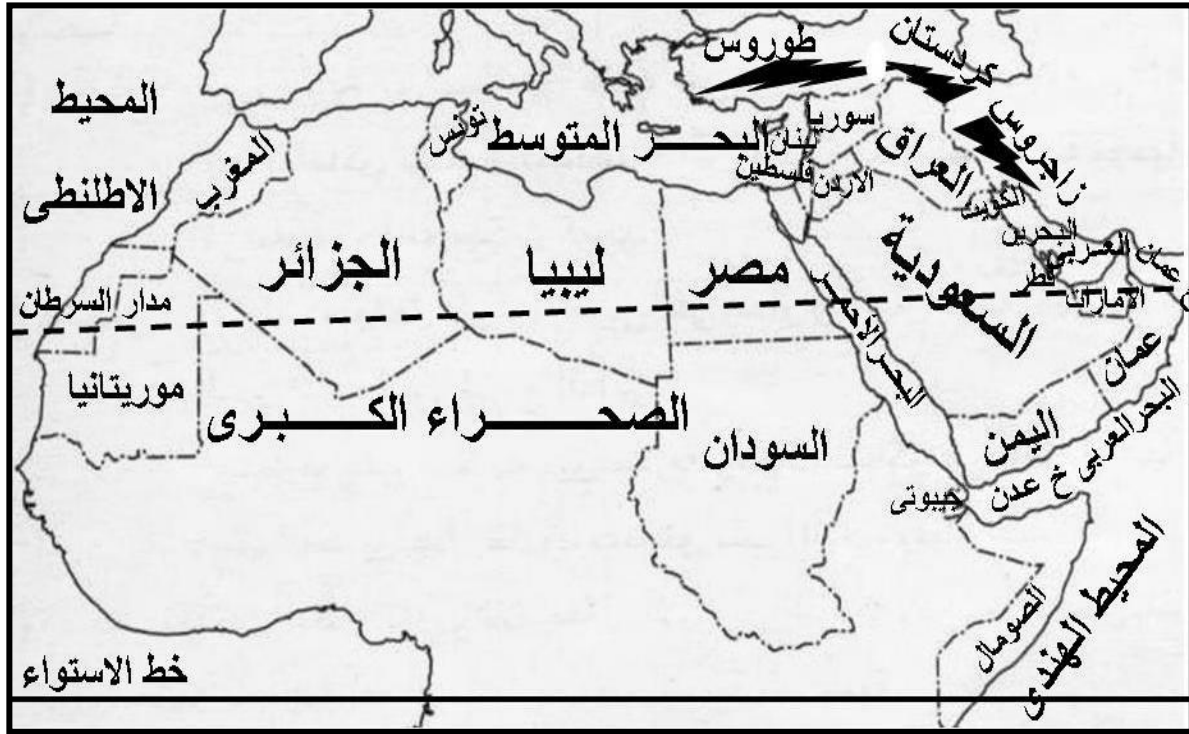 طوروس
كردستان
زاجروس
المحيط
الاطلنطى
البحر المتوسط
تونس
المغرب
سوريا
لبنان
فلسطين
الاردن
العراق
الكويت
البحرين
قطر
الامارات
عمان العربى
الجزائر
ليبيا
مصر
السعودية
مدار السرطان
البحر الأحمر
عمان
موريتانيا
الصحراء الكبرى
السودان
اليمن
البحر العربى
خ عدن
جيبوتى
الصومال
المحيط الهندى
خط الاستواء